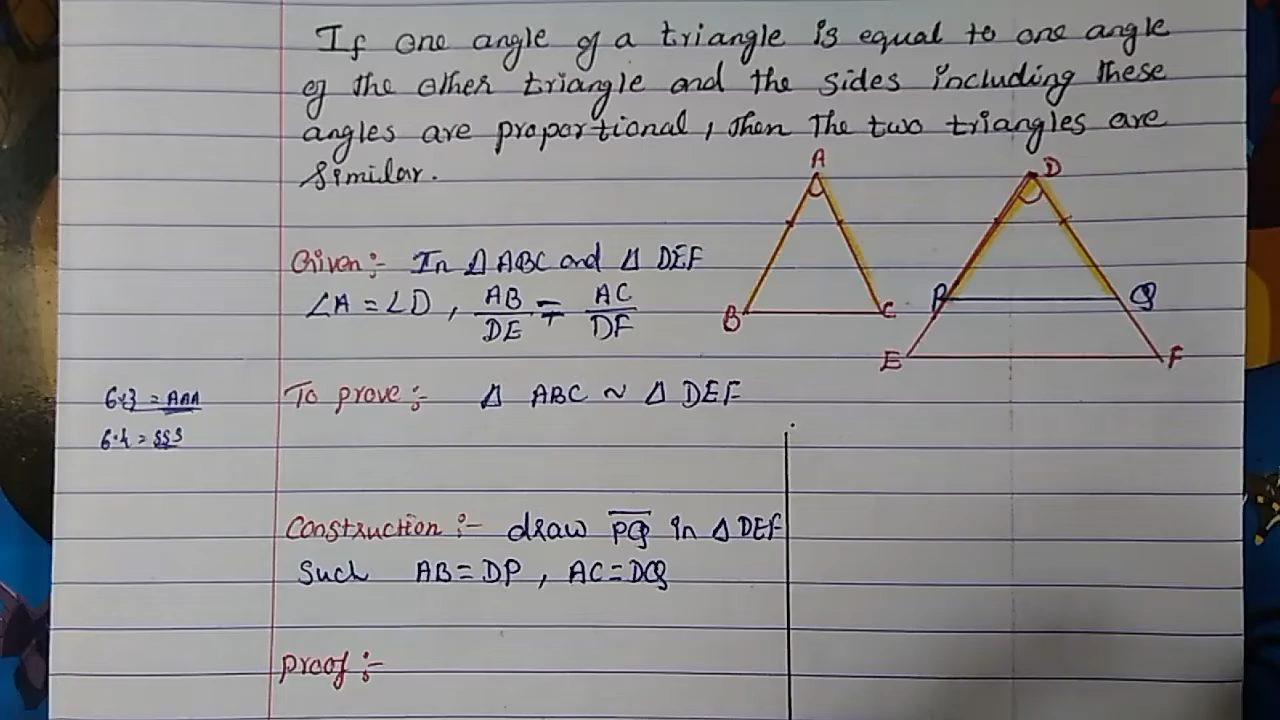 If one angle of a triangle is equal to one angle
of the other triangle and the sides including these
angles are proportional, then the two triangles are
similar.
A
D
Given:- In Δ ABC and Δ DEF
∠A = ∠D, AB/DE = AC/DF
B
C
P
Q
E
F
6.3 = AAA
To prove:- Δ ABC ~ Δ DEF
6.4 = SSS
Construction:- draw PQ in Δ DEF
Such AB = DP, AC = DQ
Proof:-